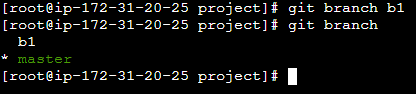 [root@ip-172-31-20-25 project]# git branch b1
[root@ip-172-31-20-25 project]# git branch
  b1
* master
[root@ip-172-31-20-25 project]#